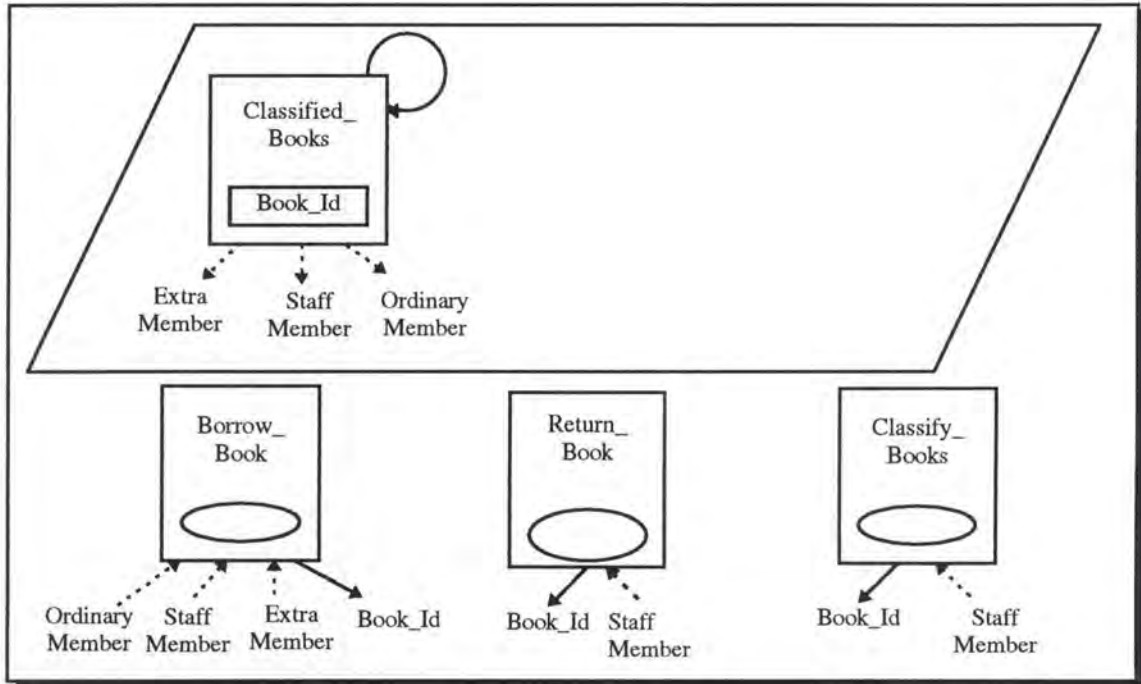 Classified_
Books
Book_Id
Extra
Member
Staff
Member
Ordinary
Member
Borrow_
Book
Ordinary
Member
Staff
Member
Extra
Member
Book_Id
Return_
Book
Book_Id
Staff
Member
Classify_
Books
Book_Id
Staff
Member